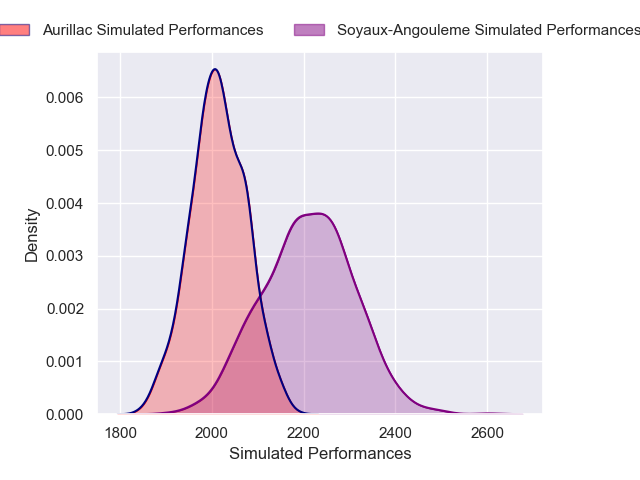 Aurillac Simulated Performances
Soyaux-Angouleme Simulated Performances
0.006
0.005
0.004
0.003
0.002
0.001
0.000
Density
1800 2000 2200 2400 2600
Simulated Performances